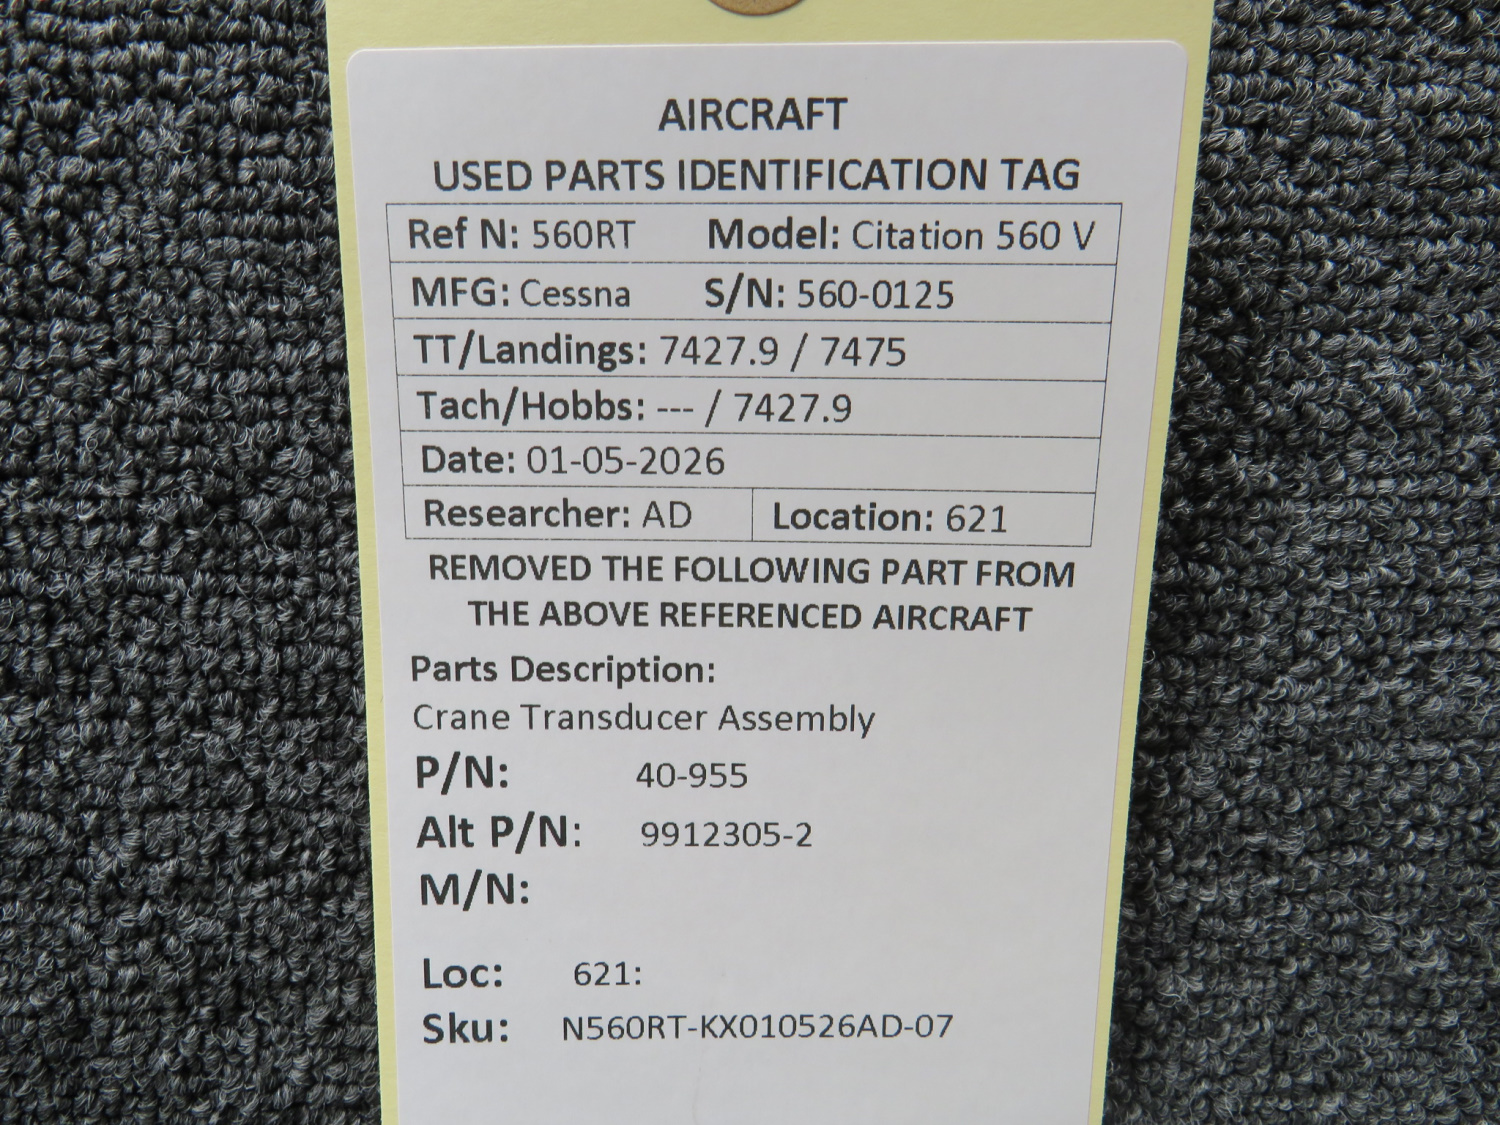 AIRCRAFT
USED PARTS IDENTIFICATION TAG
Ref N: 560RT Model: Citation 560 V
MFG: Cessna S/N: 560-0125
TT/Landings: 7427.9 / 7475
Tach/Hobbs: --- / 7427.9
Date: 01-05-2026
Researcher: AD Location: 621
REMOVED THE FOLLOWING PART FROM
THE ABOVE REFERENCED AIRCRAFT
Parts Description:
Crane Transducer Assembly
P/N: 40-955
Alt P/N: 9912305-2
M/N:
Loc: 621:
Sku: N560RT-KX010526AD-07